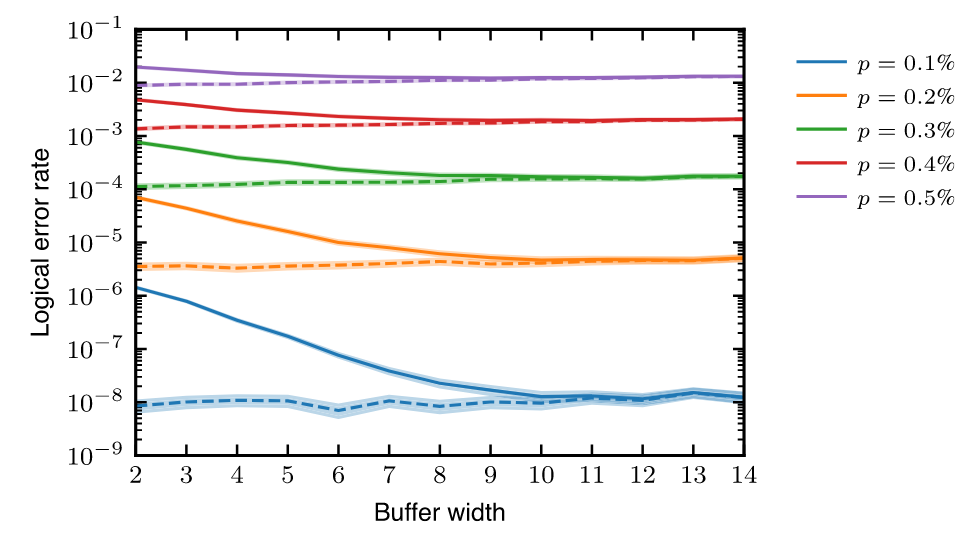 10⁻¹
10⁻²
10⁻³
10⁻⁴
10⁻⁵
10⁻⁶
10⁻⁷
10⁻⁸
10⁻⁹
Logical error rate
2 3 4 5 6 7 8 9 10 11 12 13 14
Buffer width
p = 0.1%
p = 0.2%
p = 0.3%
p = 0.4%
p = 0.5%